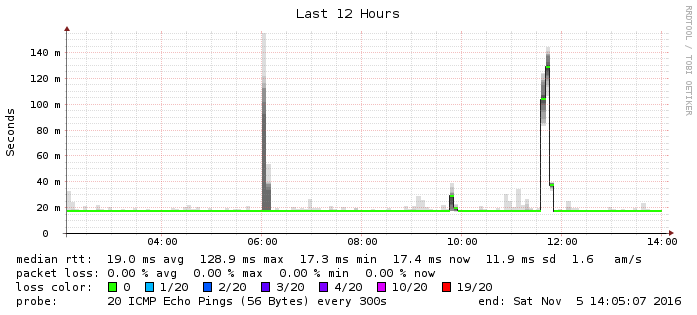 Last 12 Hours
RRDTOOL / TOBI OETIKER
Seconds
140 m
120 m
100 m
80 m
60 m
40 m
20 m
0
04:00 06:00 08:00 10:00 12:00 14:00
median rtt: 19.0 ms avg 128.9 ms max 17.3 ms min 17.4 ms now 11.9 ms sd 1.6 am/s
packet loss: 0.00 % avg 0.00 % max 0.00 % min 0.00 % now
loss color: 0 1/20 2/20 3/20 4/20 10/20 19/20
probe: 20 ICMP Echo Pings (56 Bytes) every 300s end: Sat Nov 5 14:05:07 2016